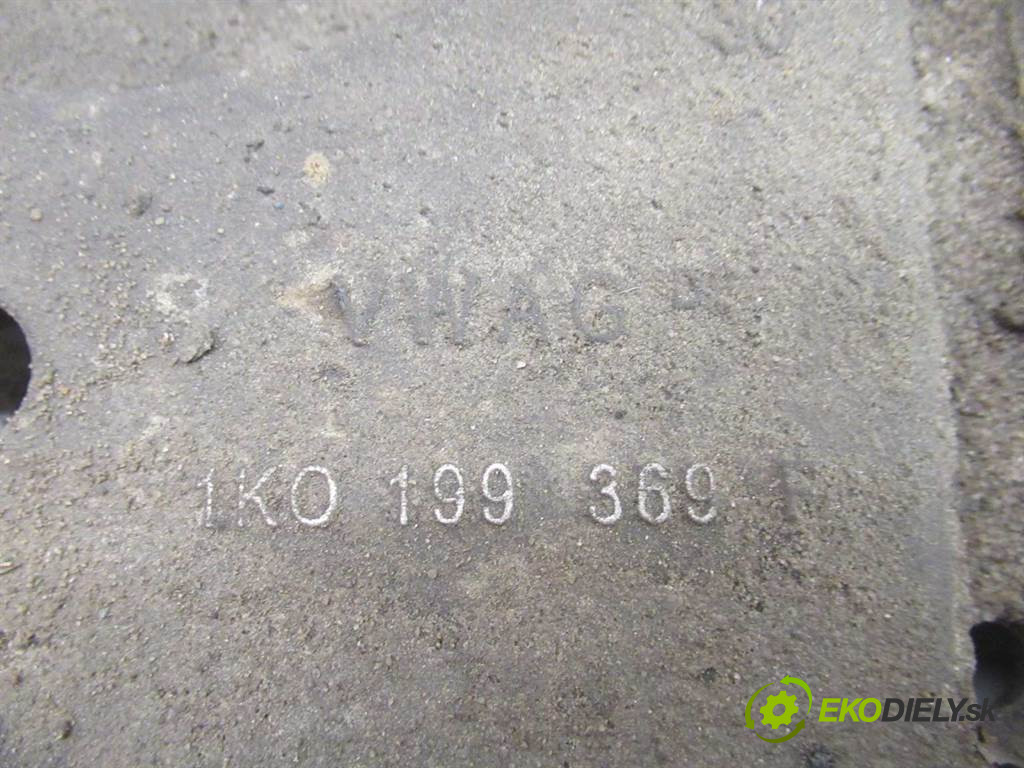 VWAG
1K0 199 369
EKODIELY.sk